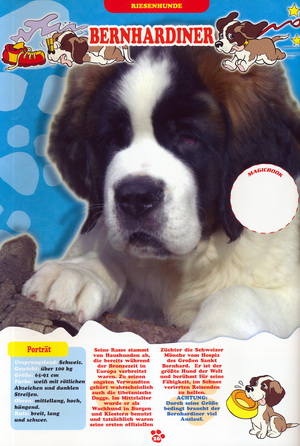 RIESENHUNDE
BERNHARDINER
MAGICBOOK
Porträt
Ursprungsland: Schweiz.
Gewicht: über 100 kg
Größe: 65-91 cm
Farbe: weiß mit rötlichen
Abzeichen und dunklen
Streifen.
Ohren: mittellang, hoch,
hängend.
Rute: breit, lang
und schwer.
Seine Rasse stammt
von Haushunden ab,
die bereits während
der Bronzezeit in
Europa verbreitet
waren. Zu seinen
engsten Verwandten
gehört wahrscheinlich
auch die tibetanische
Dogge. Im Mittelalter
wurde er als
Wachhund in Burgen
und Klöstern benutzt
und tatsächlich waren
seine ersten offiziellen
Züchter die Schweizer
Mönche vom Hospiz
des Großen Sankt
Bernhard. Er ist der
größte Hund der Welt
und berühmt für seine
Fähigkeit, im Schnee
verirrten Reisenden
zu helfen.
ACHTUNG:
Durch seine Größe
bedingt braucht der
Bernhardiner viel
Auslauf.